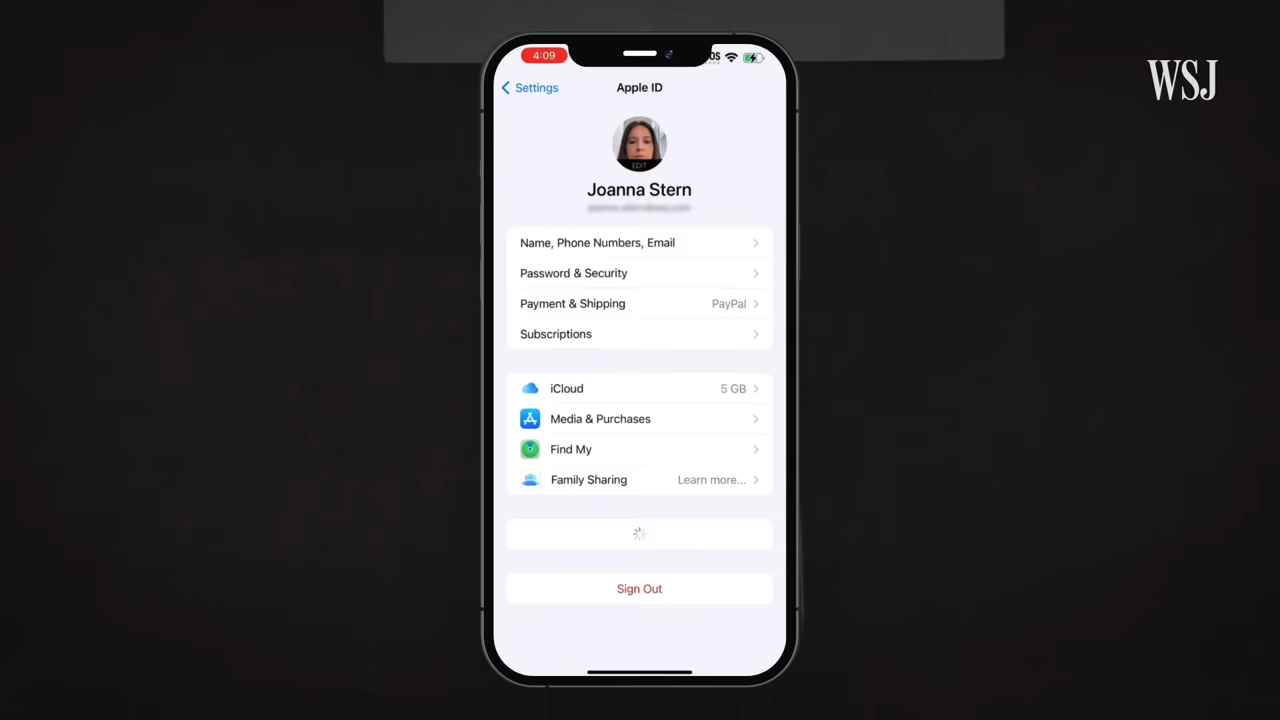 4:09
WSJ
Settings
Apple ID
EDIT
Joanna Stern
Name, Phone Numbers, Email
Password & Security
Payment & Shipping PayPal
Subscriptions
iCloud 5 GB
Media & Purchases
Find My
Family Sharing Learn more...
Sign Out